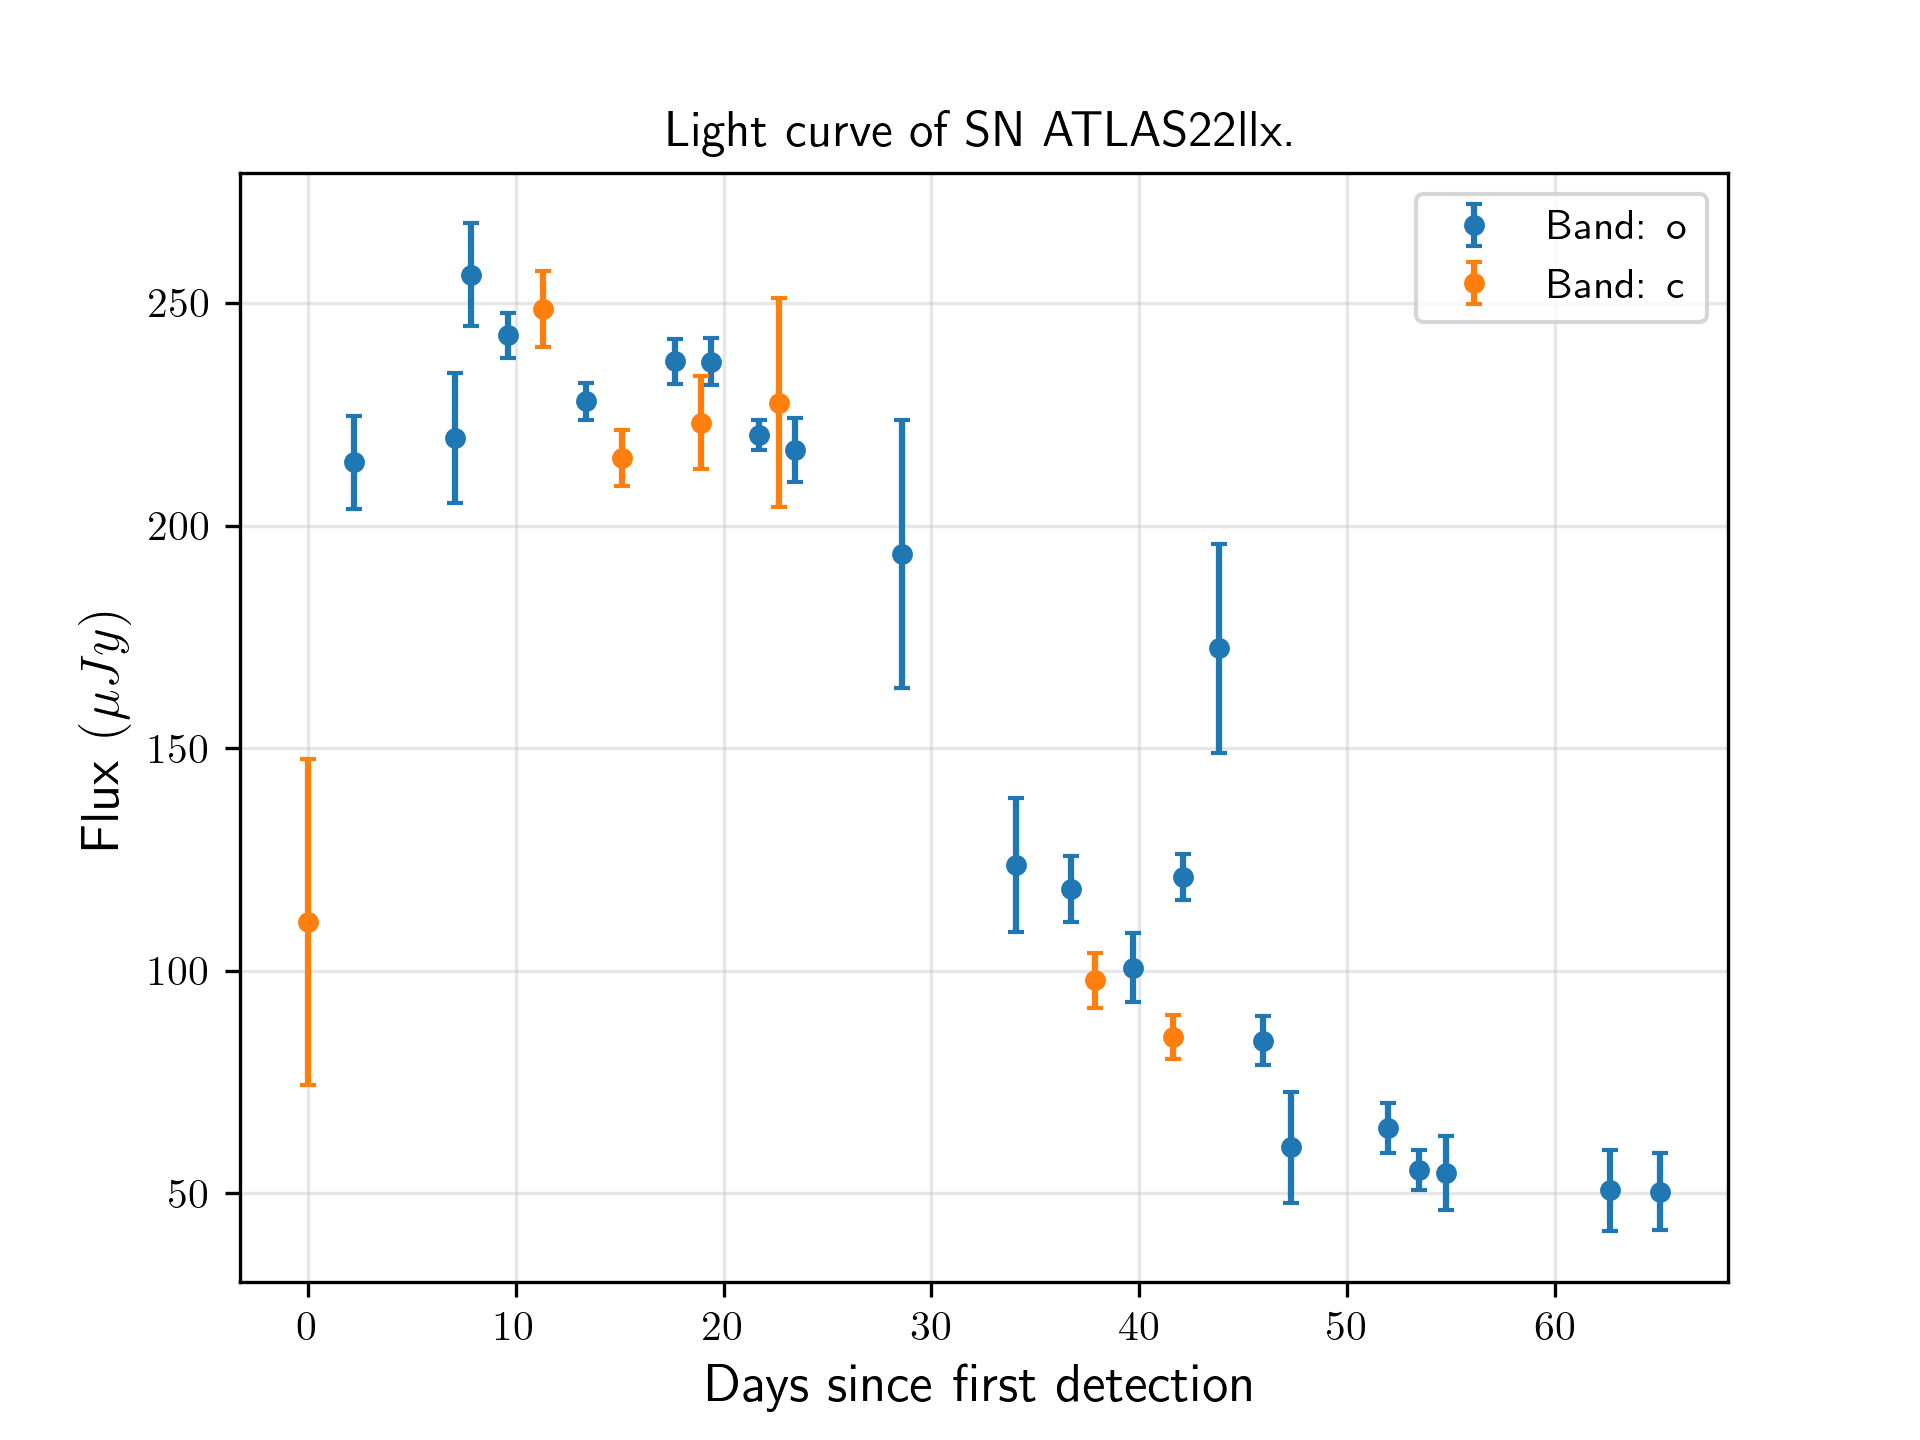 Light curve of SN ATLAS22llx.
Band: o
Band: c
250
200
150
100
50
Flux (μJy)
0 10 20 30 40 50 60
Days since first detection